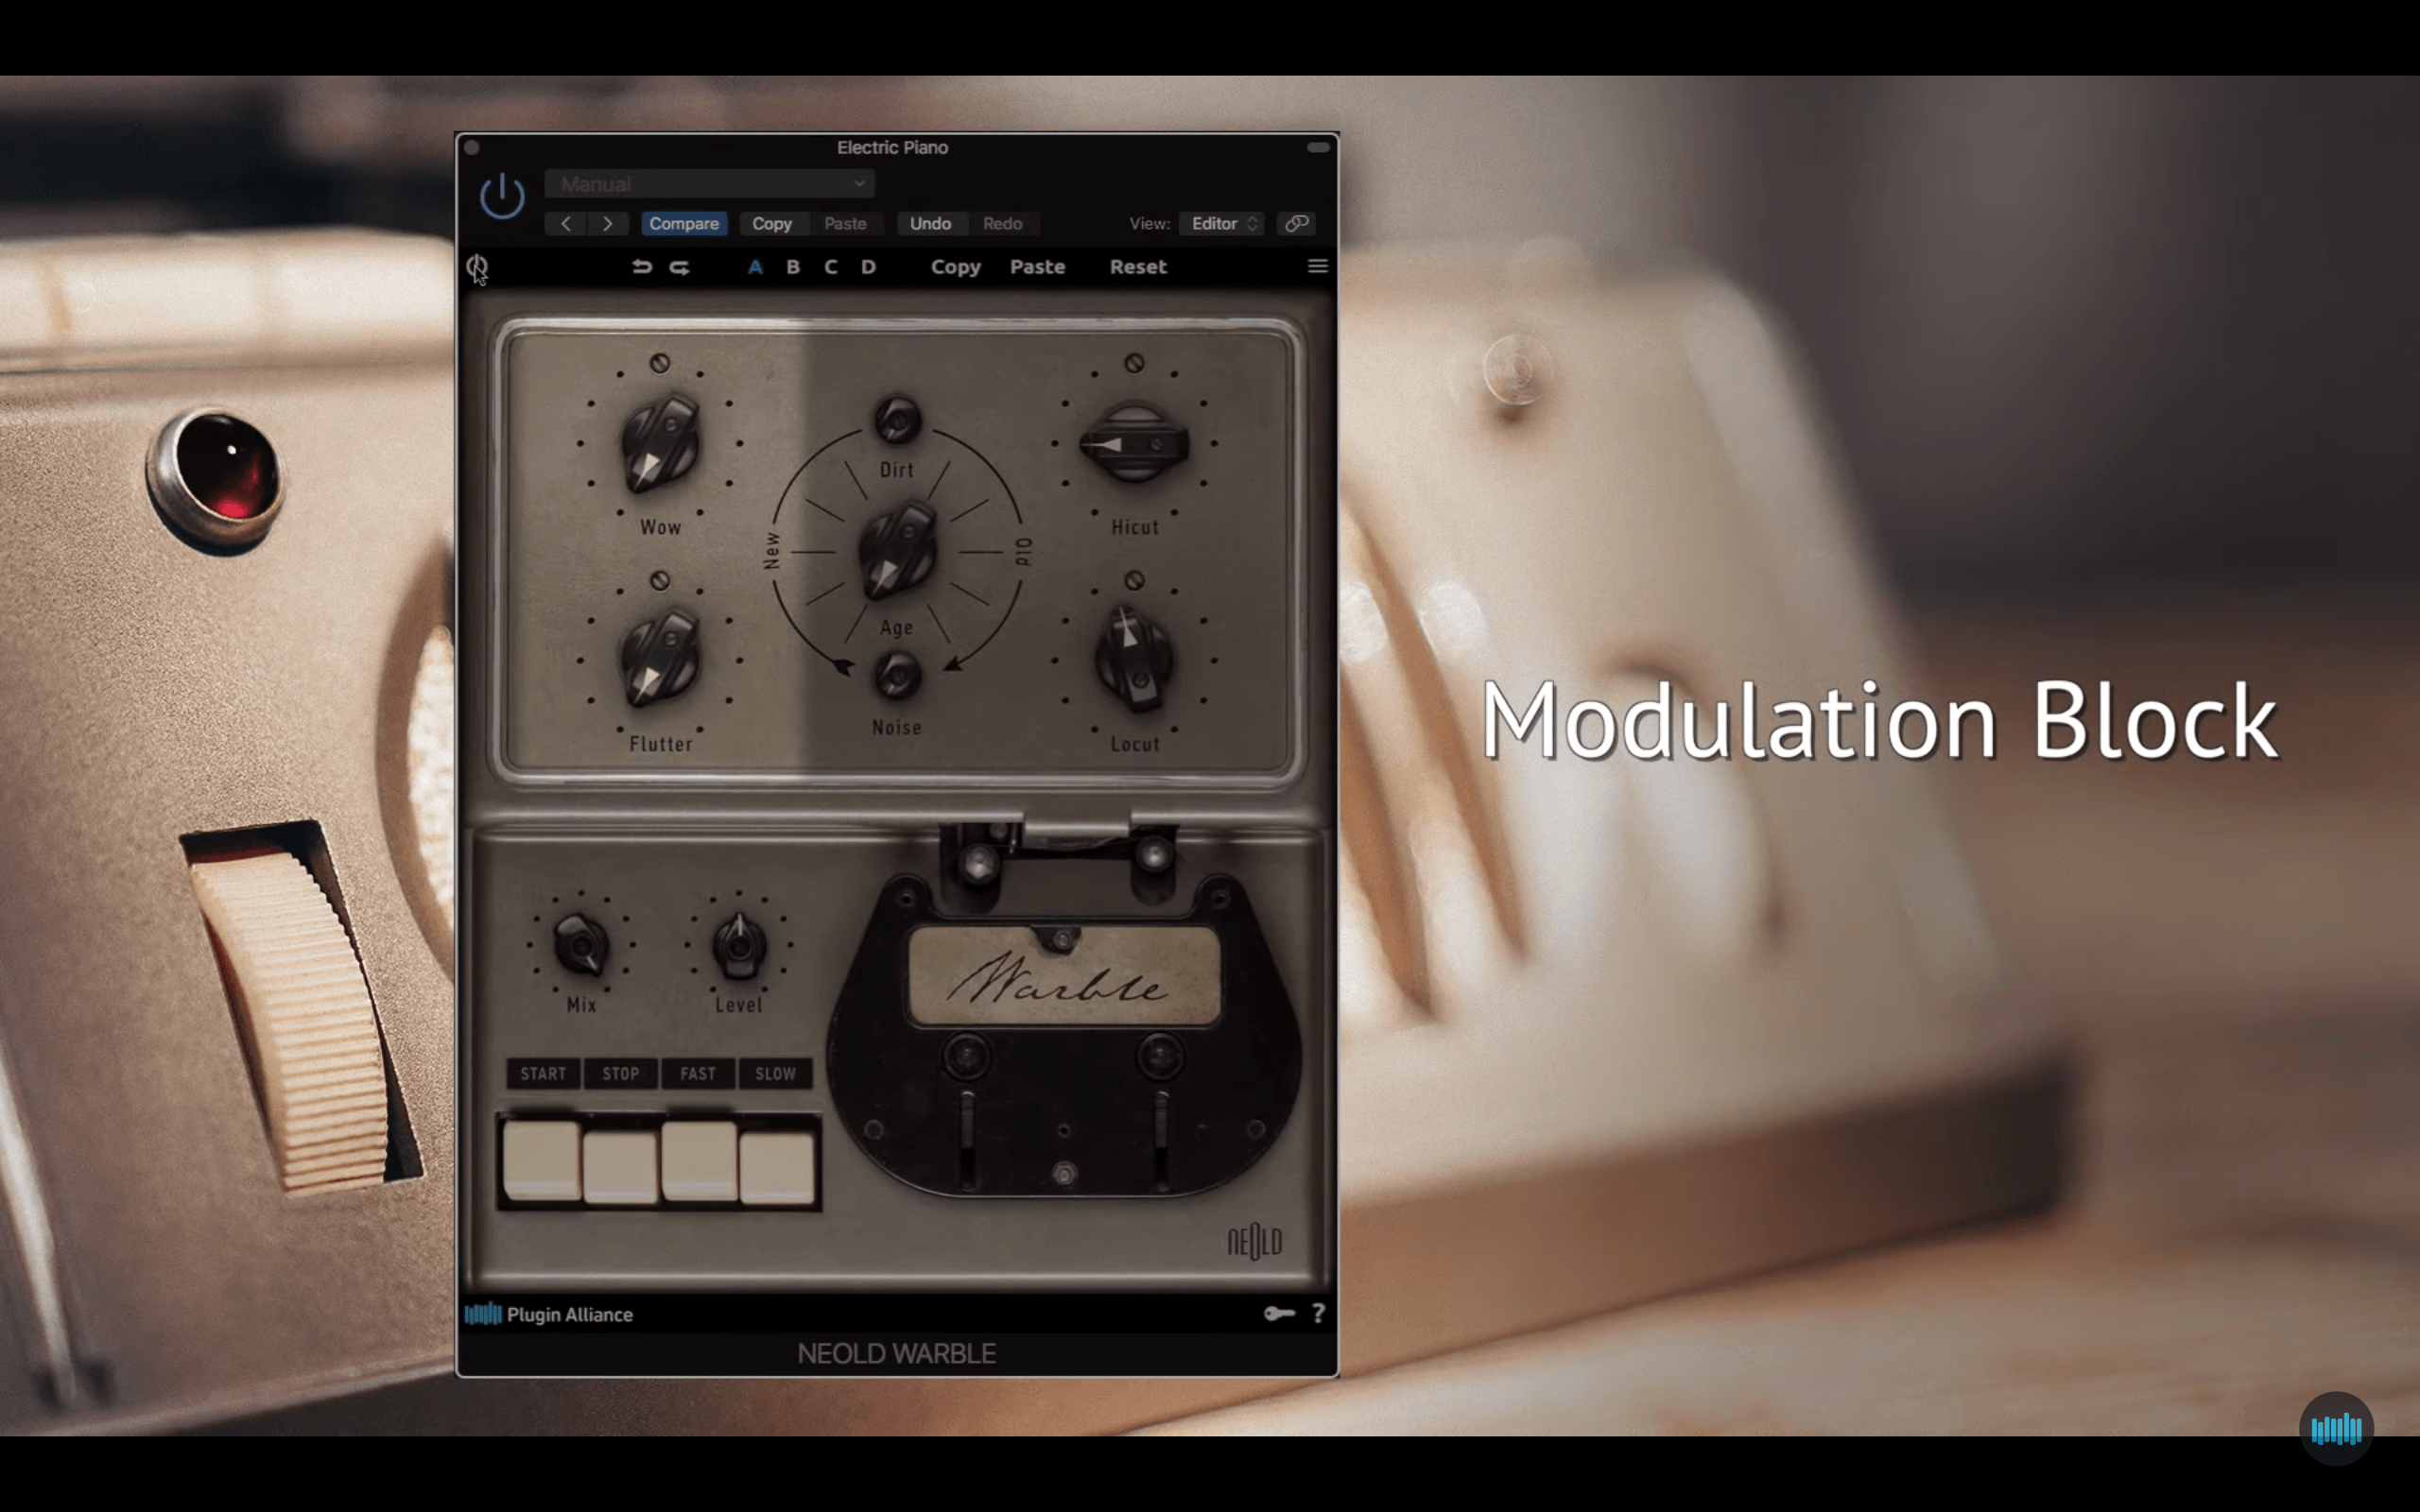 Electric Piano
Manual
Compare Copy Paste Undo Redo View: Editor
A B C D Copy Paste Reset
Dirt
Wow
Hicut
New
Old
Age
Noise
Flutter
Locut
Modulation Block
Warble
Mix
Level
START STOP FAST SLOW
NEOLD
Plugin Alliance ?
NEOLD WARBLE